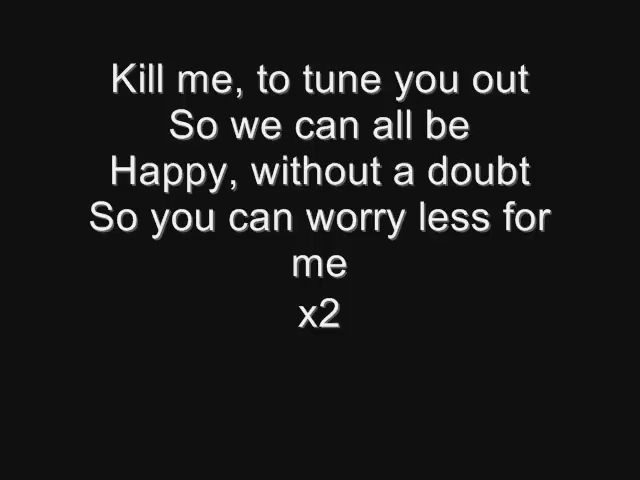 Kill me, to tune you out
So we can all be
Happy, without a doubt
So you can worry less for
me
x2